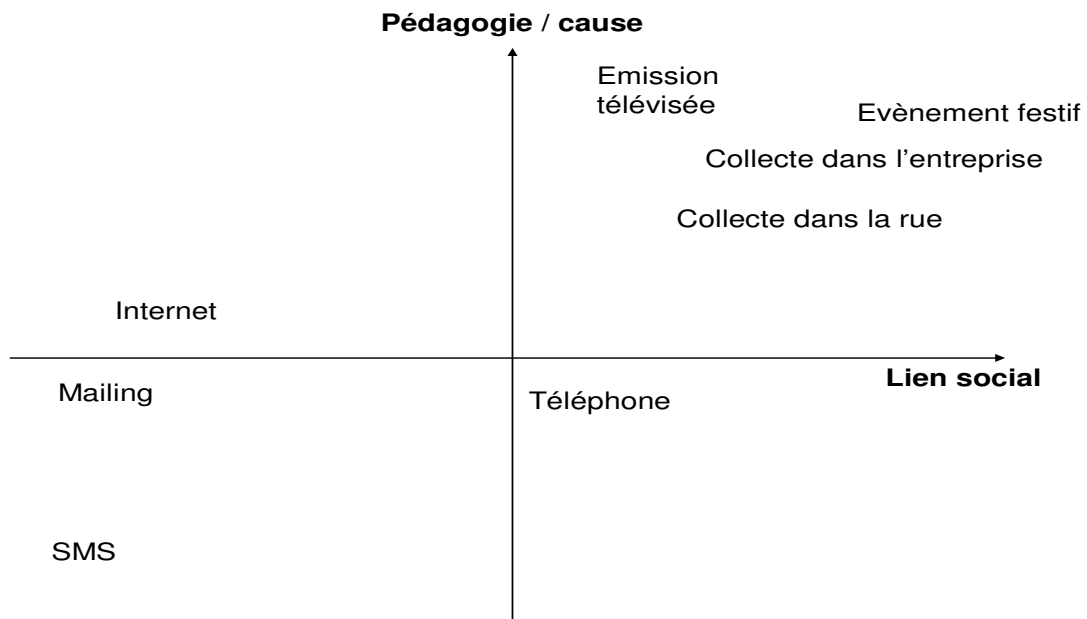 Pédagogie / cause
Emission
télévisée
Evènement festif
Collecte dans l'entreprise
Collecte dans la rue
Internet
Lien social
Mailing
Téléphone
SMS